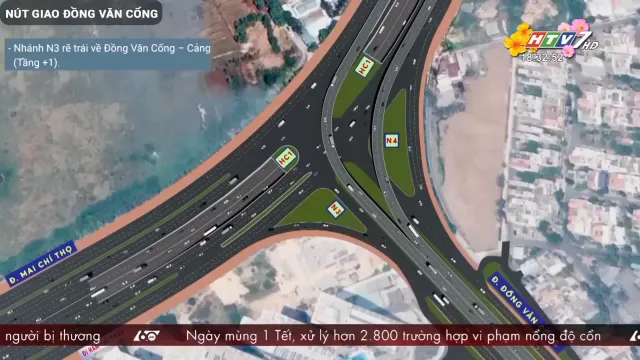 NÚT GIAO ĐỒNG VĂN CỐNG
- Nhánh N3 rẽ trái về Đồng Văn Cống – Cảng
(Tầng +1).
HTV7 HD
18:32:52
HC1
N4
HC1
N3
Đ. MAI CHÍ THỌ
Đ. ĐỒNG VĂN
người bị thương
Ngày mùng 1 Tết, xử lý hơn 2.800 trường hợp vi phạm nồng độ cồn